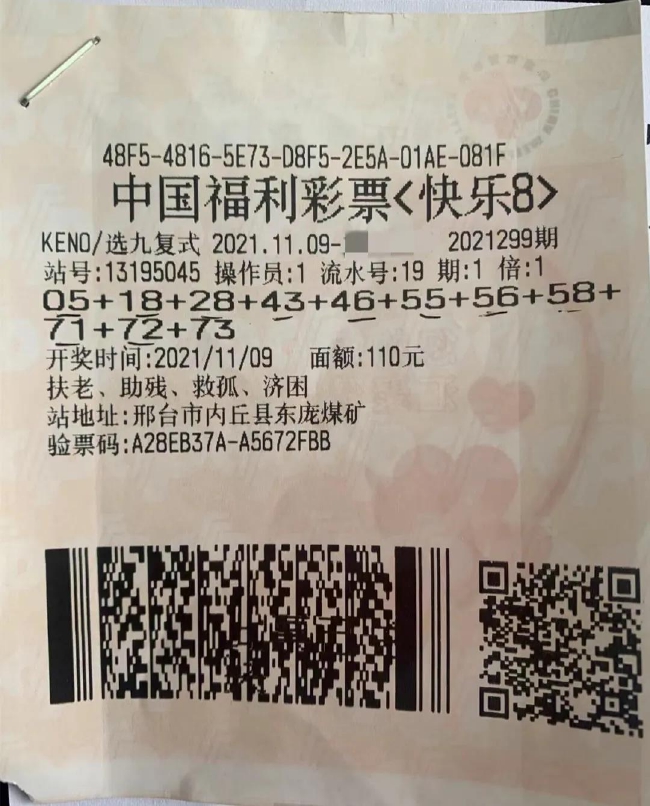 48F5-4816-5E73-D8F5-2E5A-01AE-081F
中国福利彩票<快乐8>
KENO/选九复式 2021.11.09- 2021299期
站号:13195045 操作员:1 流水号:19 期:1 倍:1
05+18+28+43+46+55+56+58+
71+72+73
开奖时间:2021/11/09 面额:110元
扶老、助残、救孤、济困
站地址:邢台市内丘县东庞煤矿
验票码:A28EB37A-A5672FBB